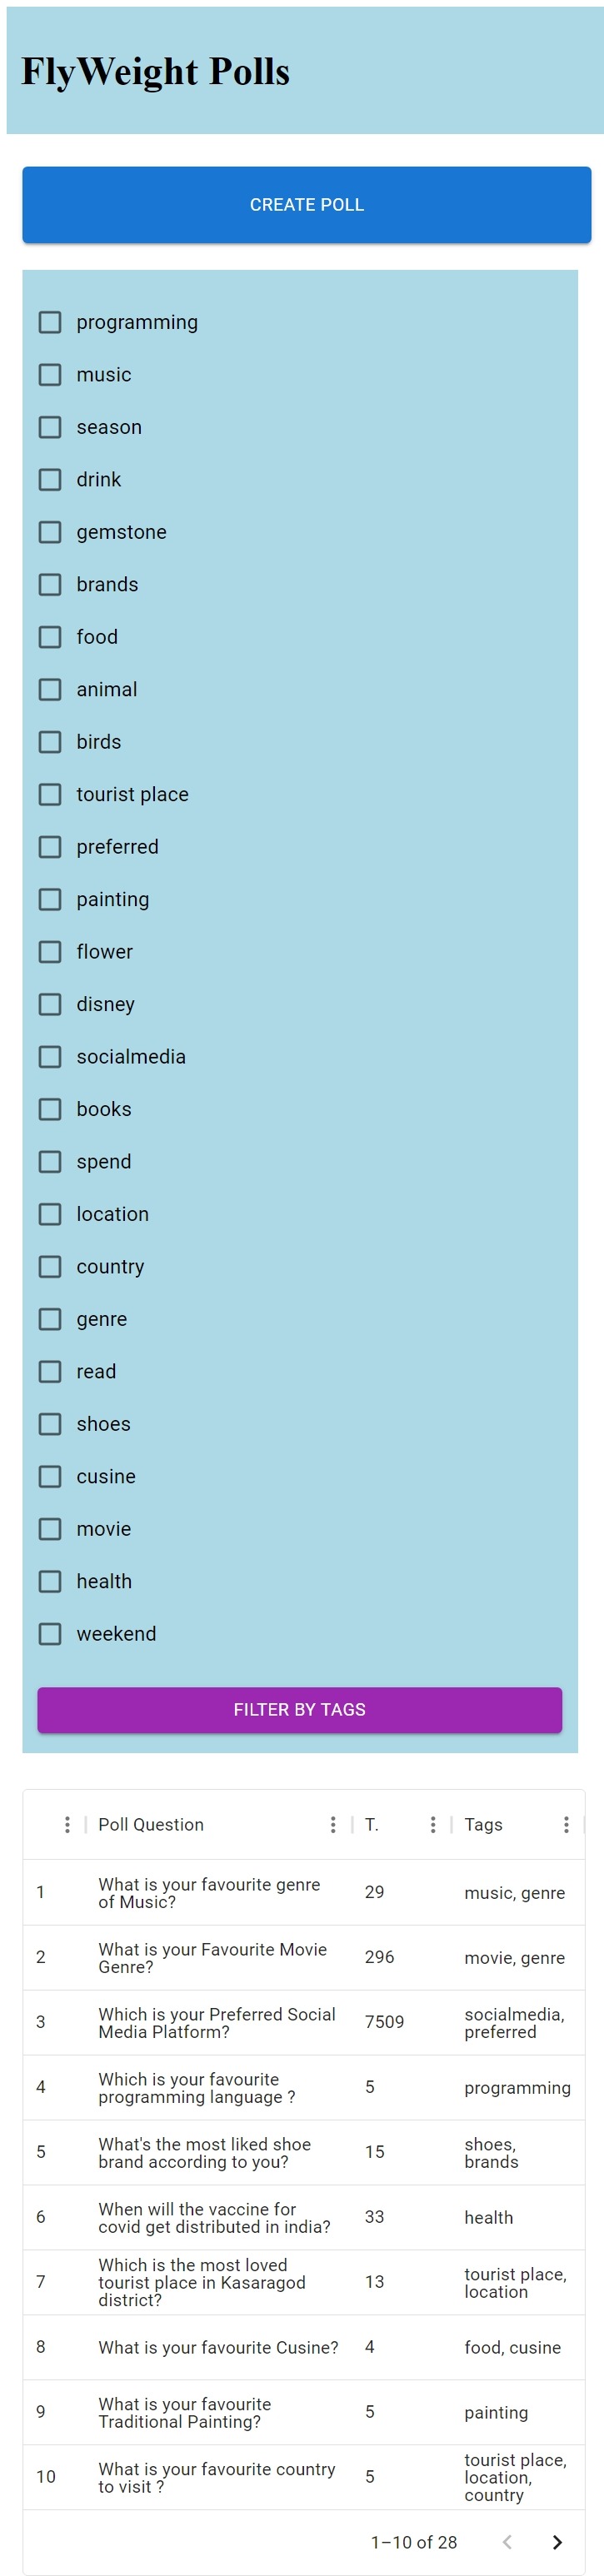 FlyWeight Polls
CREATE POLL
programming
music
season
drink
gemstone
brands
food
animal
birds
tourist place
preferred
painting
flower
disney
socialmedia
books
spend
location
country
genre
read
shoes
cusine
movie
health
weekend
FILTER BY TAGS
Poll Question T. Tags
1 What is your favourite genre of Music? 29 music, genre
2 What is your Favourite Movie Genre? 296 movie, genre
3 Which is your Preferred Social Media Platform? 7509 socialmedia, preferred
4 Which is your favourite programming language ? 5 programming
5 What's the most liked shoe brand according to you? 15 shoes, brands
6 When will the vaccine for covid get distributed in india? 33 health
7 Which is the most loved tourist place in Kasaragod district? 13 tourist place, location
8 What is your favourite Cusine? 4 food, cusine
9 What is your favourite Traditional Painting? 5 painting
10 What is your favourite country to visit ? 5 tourist place, location, country
1–10 of 28